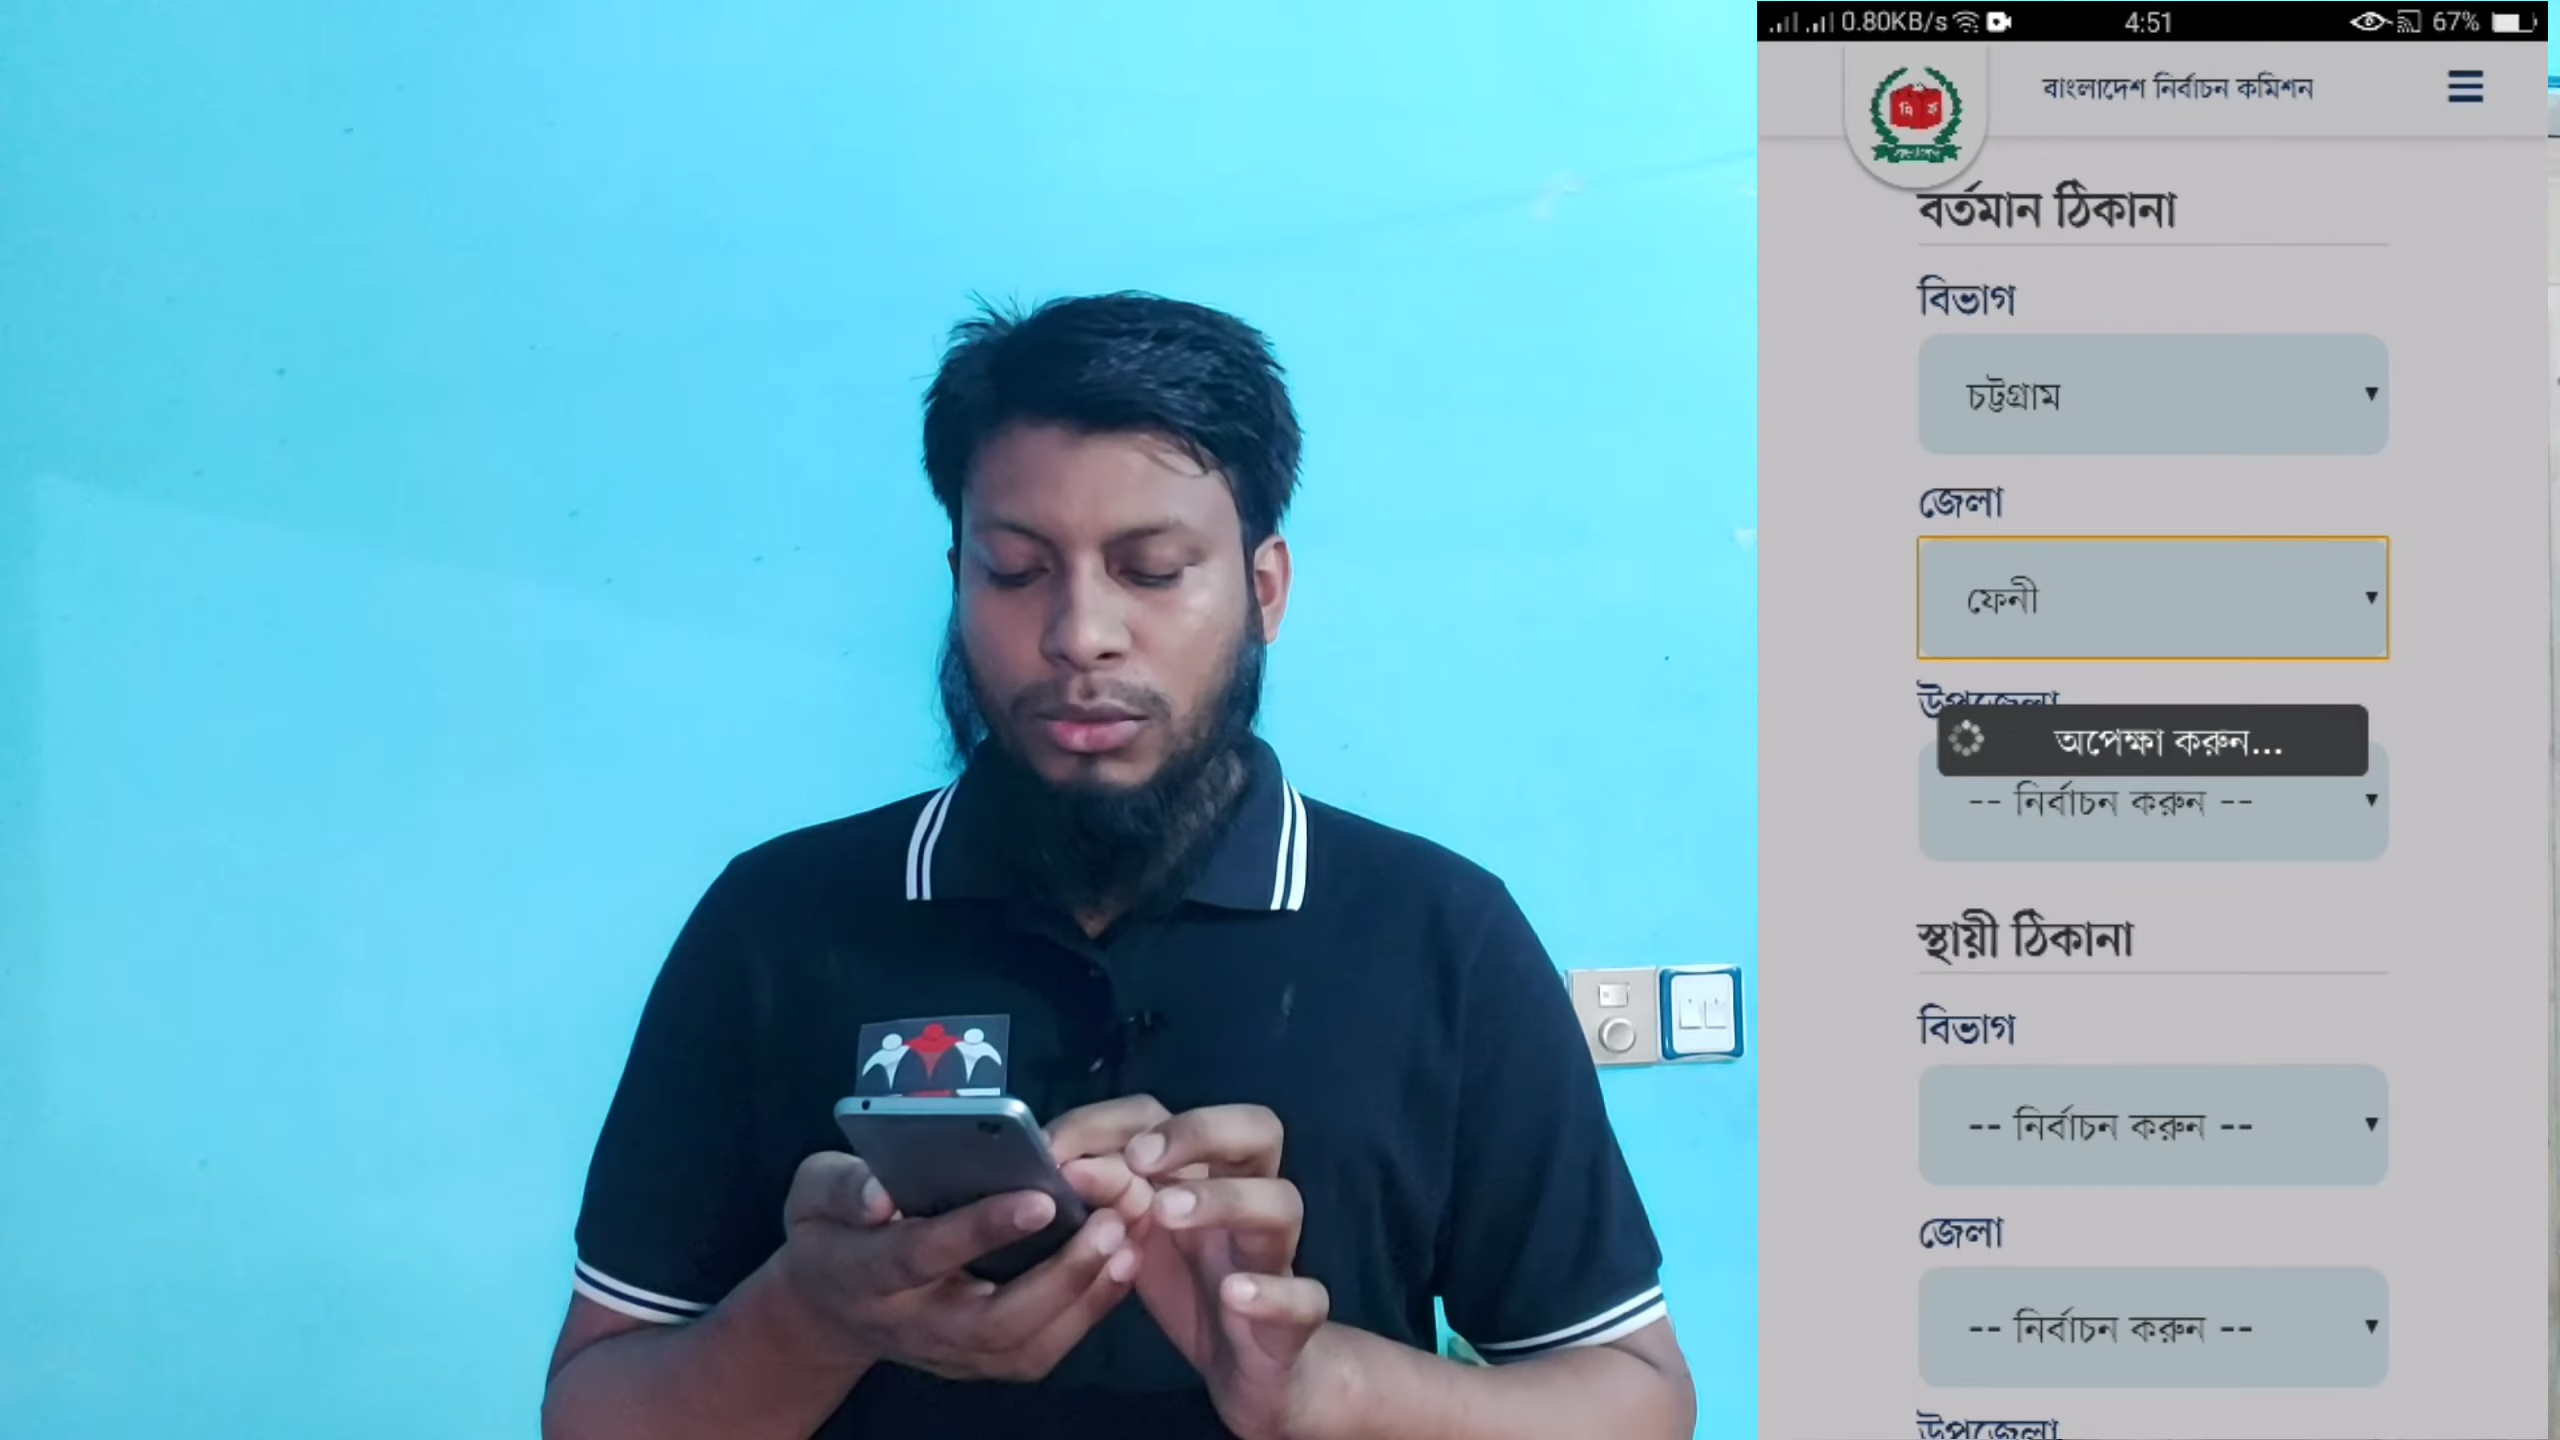 0.80KB/s
4:51
67%
বাংলাদেশ নির্বাচন কমিশন
নি ক
বর্তমান ঠিকানা
বিভাগ
চট্টগ্রাম
জেলা
ফেনী
উপজেলা
অপেক্ষা করুন...
-- নির্বাচন করুন --
স্থায়ী ঠিকানা
বিভাগ
-- নির্বাচন করুন --
জেলা
-- নির্বাচন করুন --
উপজেলা